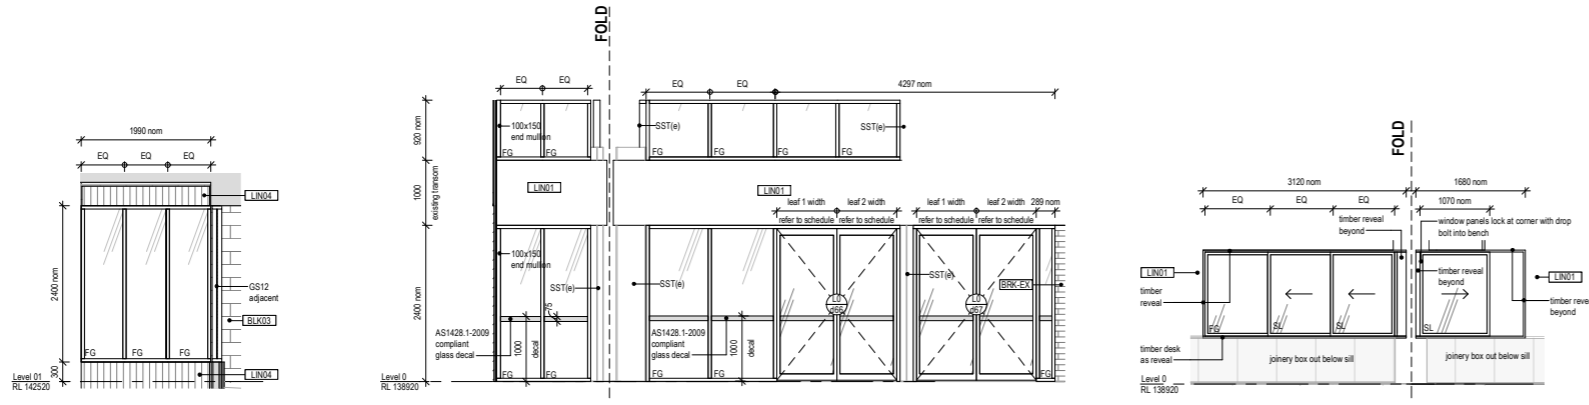 1990 nom
EQ EQ EQ
LIN04
2400 nom
GS12
adjacent
BLK03
FG FG FG
300
LIN04
Level 01
RL 142520
FOLD
EQ EQ
EQ EQ
4297 nom
920 nom
100x150
end mullion
SST(e)
SST(e)
FG FG
FG FG FG FG
1000
existing transom
LIN01
LIN01
leaf 1 width leaf 2 width
refer to schedule refer to schedule
leaf 1 width leaf 2 width 289 nom
refer to schedule refer to schedule
2400 nom
100x150
end mullion
SST(e)
SST(e)
SST(e)
BRK-EX
L0
d66
L0
d67
75
AS1428.1-2009
compliant
glass decal
1000
decal
AS1428.1-2009
compliant
glass decal
1000
decal
FG FG
FG FG
FG
Level 0
RL 138920
FOLD
3120 nom
1680 nom
EQ EQ EQ
1070 nom
timber reveal
beyond
window panels lock at corner with drop
bolt into bench
LIN01
timber
reveal
timber reveal
beyond
LIN01
timber reve
beyond
FG SL SL
SL
timber desk
as reveal
joinery box out below sill
joinery box out below sill
Level 0
RL 138920